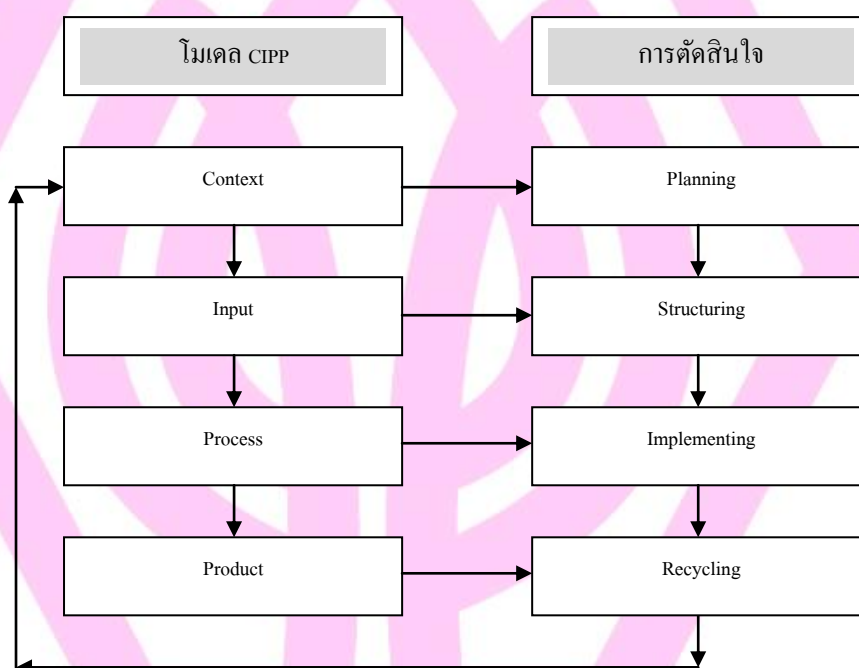 โมเดล CIPP
การตัดสินใจ
Context
Planning
Input
Structuring
Process
Implementing
Product
Recycling